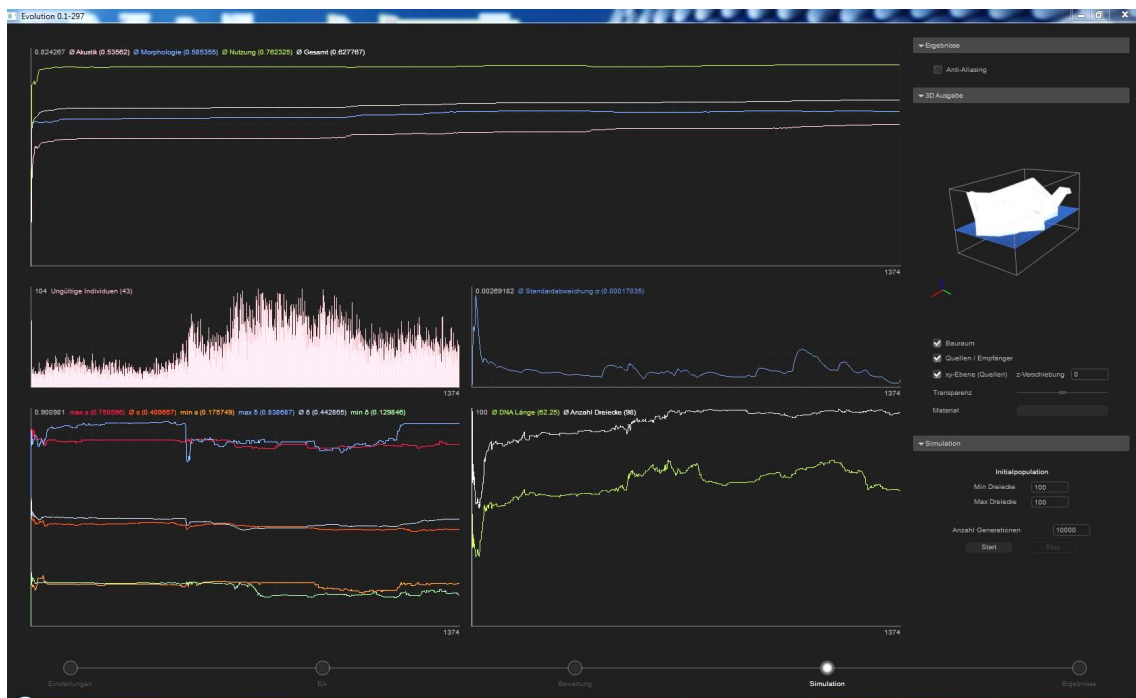 Evolution 0.1-297
0.824267 Ø Akustik (0.53562) Ø Morphologie (0.585355) Ø Nutzung (0.762325) Ø Gesamt (0.627767)
1374
104 Ungültige Individuen (43)
1374
0.00269182 Ø Standardabweichung σ (0.00017035)
1374
0.900981 max α (0.750596) Ø α (0.406667) min α (0.175749) max δ (0.838687) Ø δ (0.442865) min δ (0.129846)
1374
100 Ø DNA Länge (62.25) Ø Anzahl Dreiecke (98)
1374
Ergebnisse
Anti-Aliasing
3D Ausgabe
Bauraum
Quellen / Empfänger
xy-Ebene (Quellen) z-Verschiebung 0
Transparenz
Material
Simulation
Initialpopulation
Min Dreiecke 100
Max Dreiecke 100
Anzahl Generationen 10000
Start Stop
Einstellungen EA Bewertung Simulation Ergebnisse